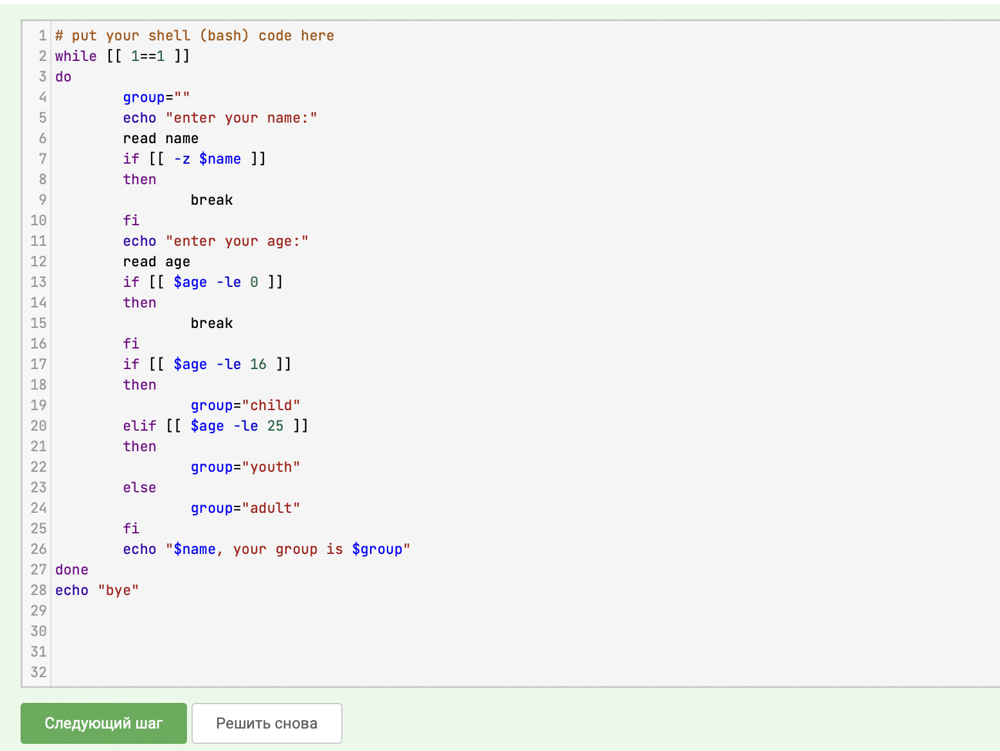 1 # put your shell (bash) code here
2 while [[ 1==1 ]]
3 do
4         group=""
5         echo "enter your name:"
6         read name
7         if [[ -z $name ]]
8         then
9                 break
10         fi
11         echo "enter your age:"
12         read age
13         if [[ $age -le 0 ]]
14         then
15                 break
16         fi
17         if [[ $age -le 16 ]]
18         then
19                 group="child"
20         elif [[ $age -le 25 ]]
21         then
22                 group="youth"
23         else
24                 group="adult"
25         fi
26         echo "$name, your group is $group"
27 done
28 echo "bye"
29
30
31
32
Следующий шаг Решить снова